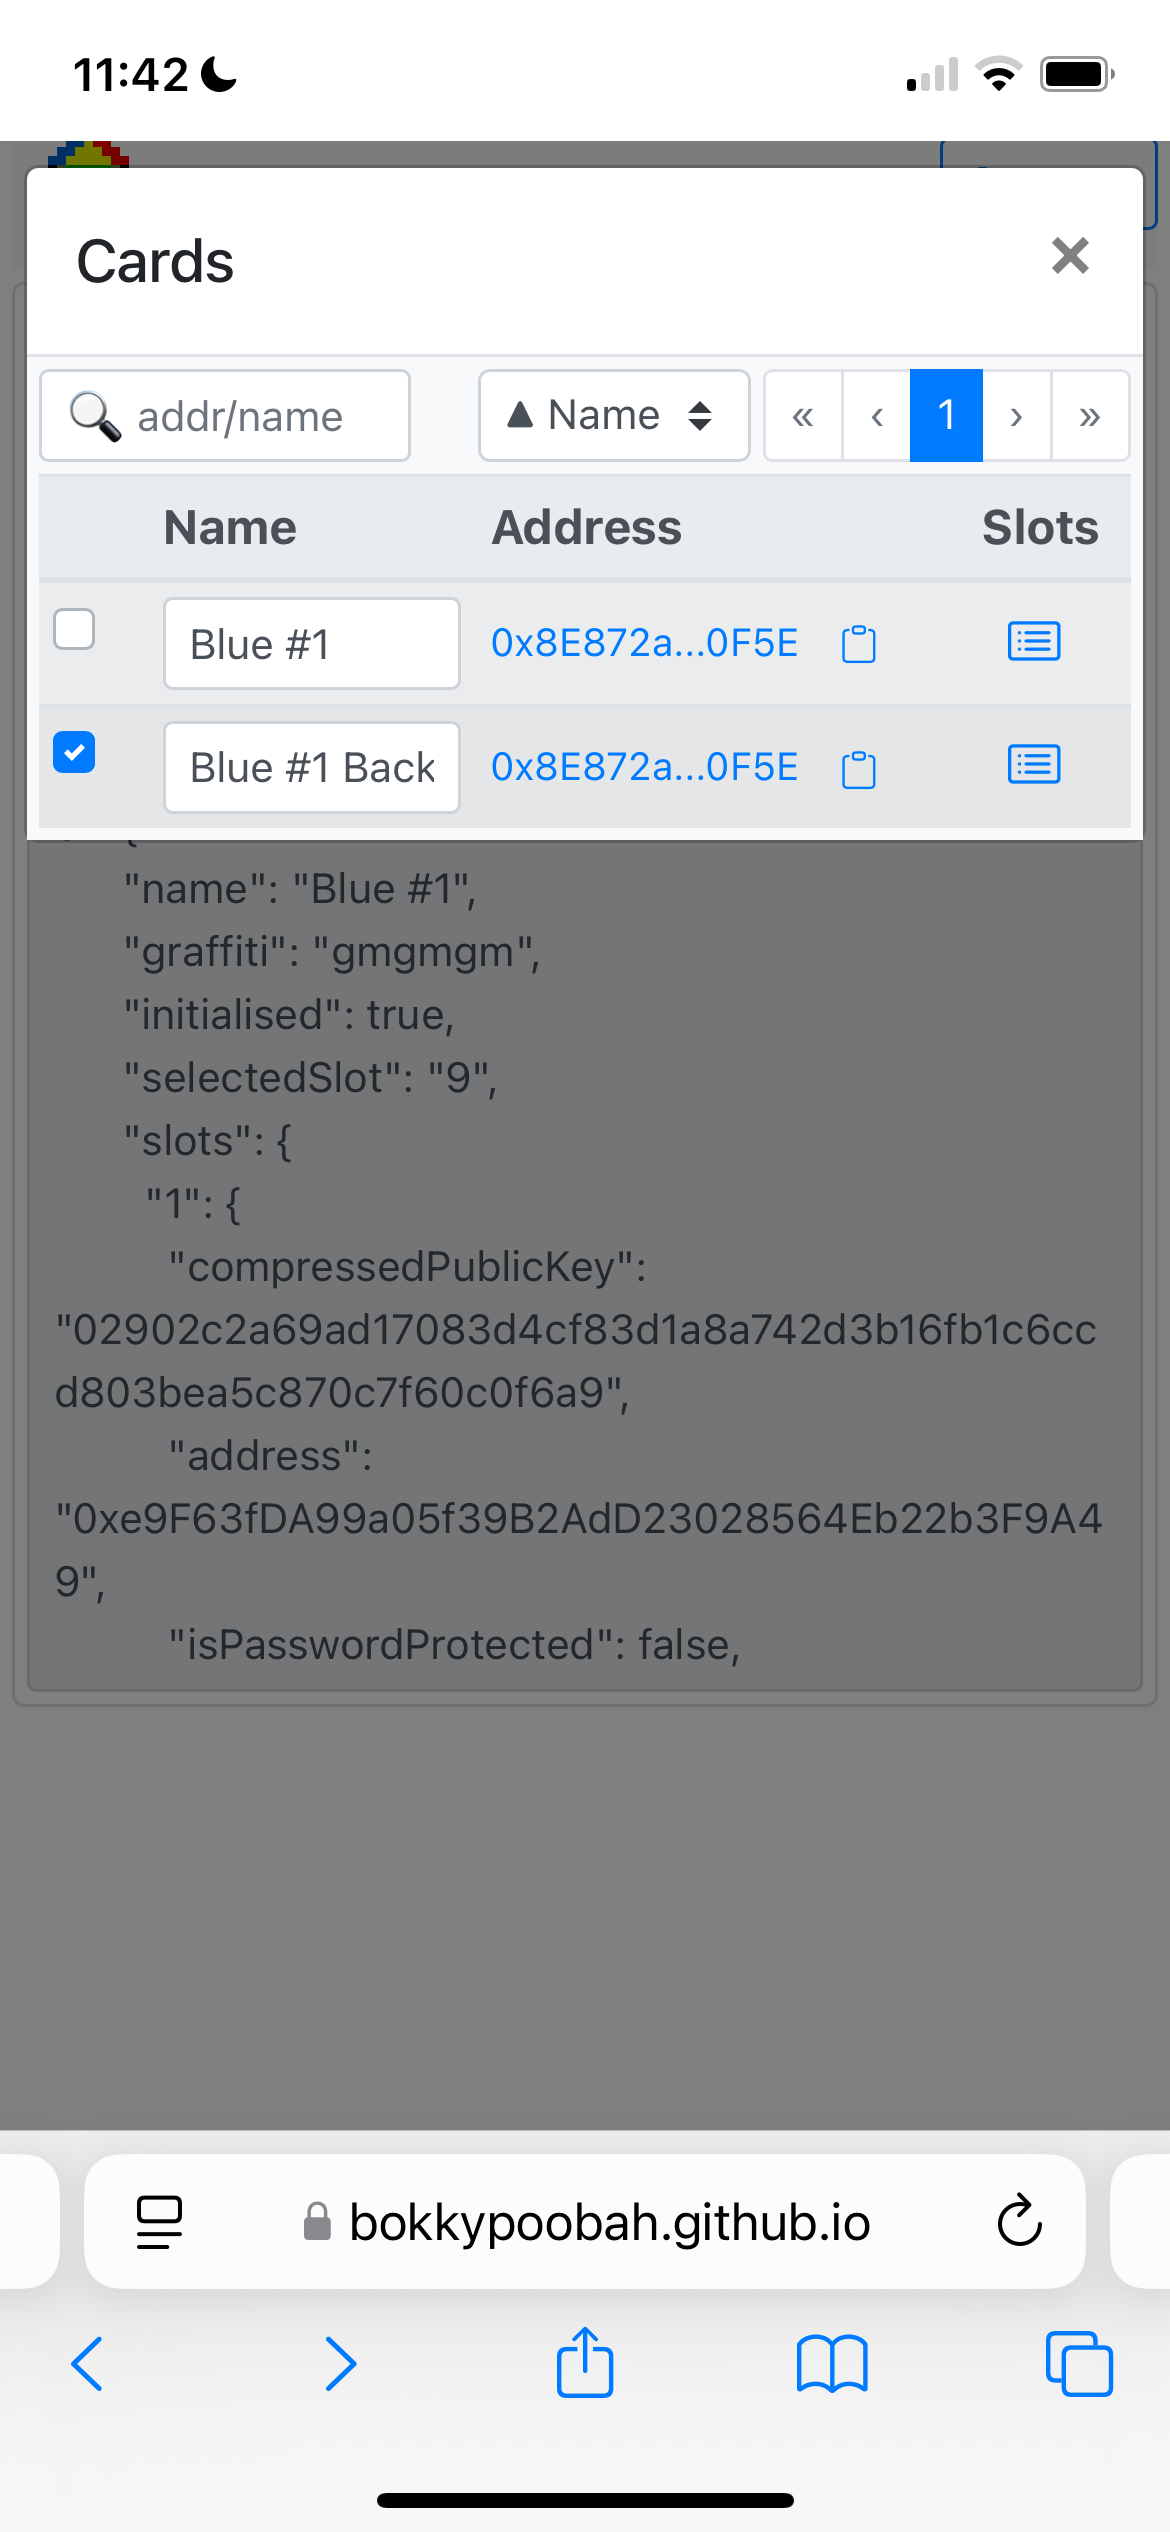 11:42
Cards
addr/name
▲ Name
«
‹
1
›
»
Name Address Slots
Blue #1 0x8E872a...0F5E
Blue #1 Back 0x8E872a...0F5E
"name": "Blue #1",
"graffiti": "gmgmgm",
"initialised": true,
"selectedSlot": "9",
"slots": {
"1": {
"compressedPublicKey":
"02902c2a69ad17083d4cf83d1a8a742d3b16fb1c6cc
d803bea5c870c7f60c0f6a9",
"address":
"0xe9F63fDA99a05f39B2AdD23028564Eb22b3F9A4
9",
"isPasswordProtected": false,
bokkypoobah.github.io